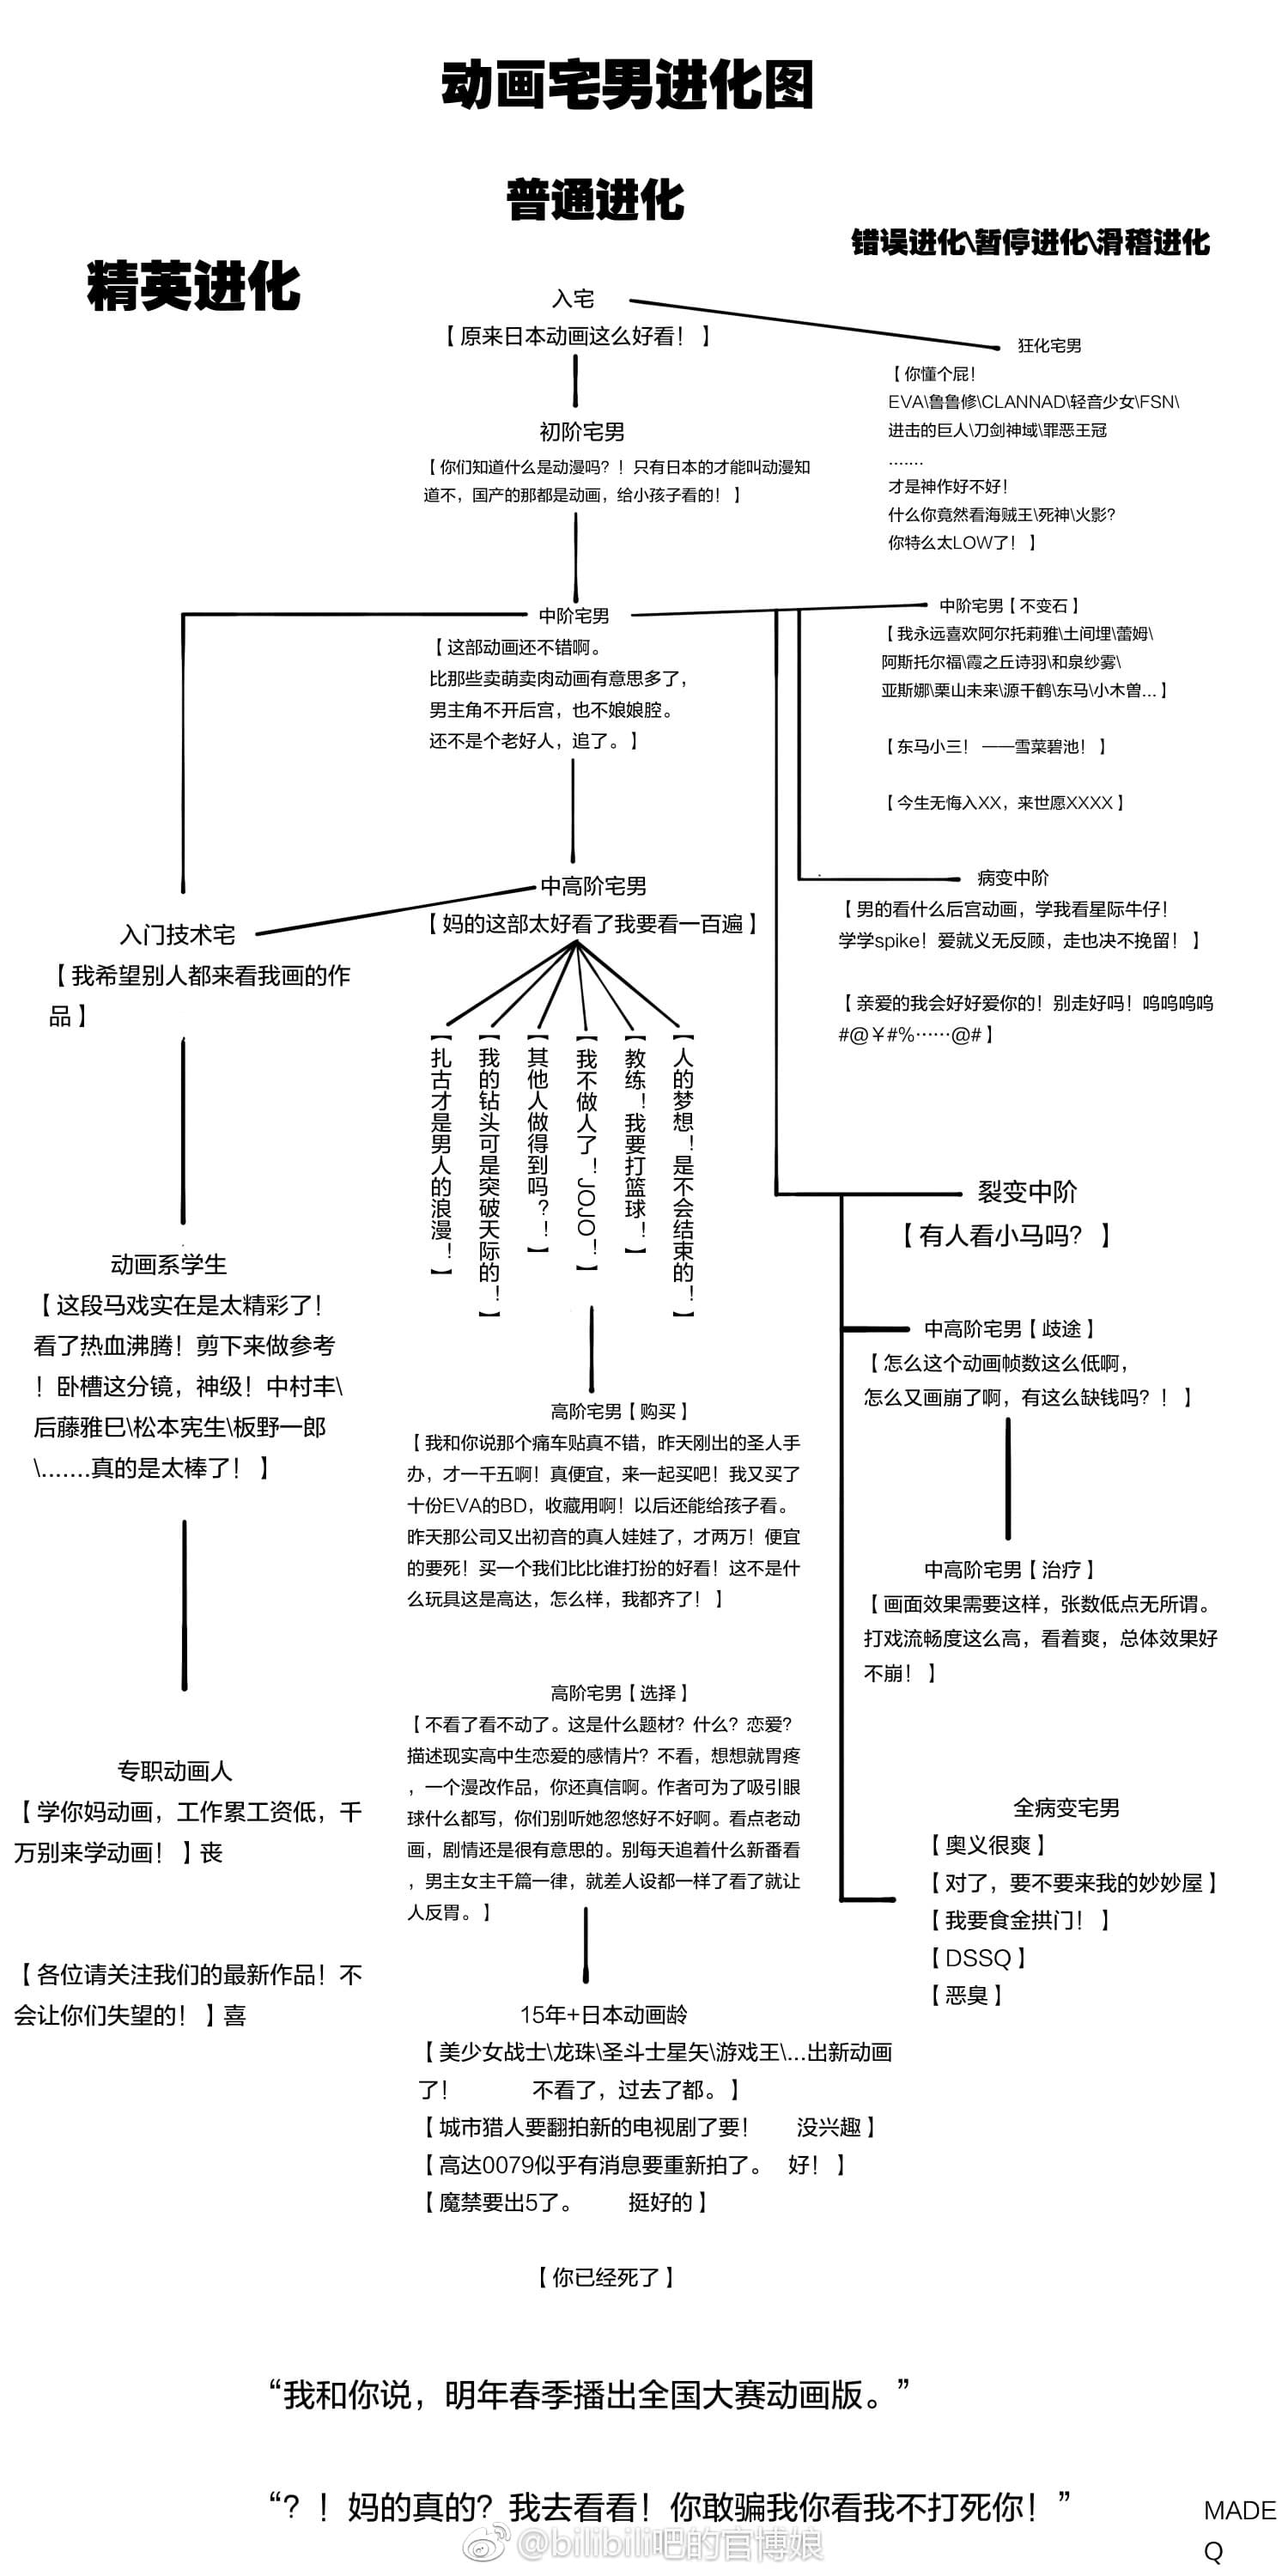 动画宅男进化图
普通进化
错误进化\暂停进化\滑稽进化
精英进化
入宅
【原来日本动画这么好看！】
狂化宅男
【你懂个屁！
EVA\鲁鲁修\CLANNAD\轻音少女\FSN\
进击的巨人\刀剑神域\罪恶王冠
.......
才是神作好不好！
什么你竟然看海贼王\死神\火影？
你特么太LOW了！】
初阶宅男
【你们知道什么是动漫吗？！只有日本的才能叫动漫知
道不，国产的那都是动画，给小孩子看的！】
中阶宅男
【这部动画还不错啊。
比那些卖萌卖肉动画有意思多了，
男主角不开后宫，也不娘娘腔。
还不是个老好人，追了。】
中阶宅男【不变石】
【我永远喜欢阿尔托莉雅\土间埋\蕾姆\
阿斯托尔福\霞之丘诗羽\和泉纱雾\
亚斯娜\栗山未来\源千鹤\东马\小木曽...】
【东马小三！ ——雪菜碧池！】
【今生无悔入XX，来世愿XXXX】
病变中阶
【男的看什么后宫动画，学我看星际牛仔！
学学spike！爱就义无反顾，走也决不挽留！】
【亲爱的我会好好爱你的！别走好吗！呜呜呜呜
#@￥#%……@#】
中高阶宅男
【妈的这部太好看了我要看一百遍】
入门技术宅
【我希望别人都来看我画的作
品】
【扎古才是男人的浪漫！】
【我的钻头可是突破天际的！】
【其他人做得到吗？！】
【我不做人了！JOJO！】
【教练！我要打篮球！】
【人的梦想！是不会结束的！】
裂变中阶
【有人看小马吗？】
动画系学生
【这段马戏实在是太精彩了！
看了热血沸腾！剪下来做参考
！卧槽这分镜，神级！中村丰\
后藤雅巳\松本宪生\板野一郎
\.......真的是太棒了！】
中高阶宅男【歧途】
【怎么这个动画帧数这么低啊，
怎么又画崩了啊，有这么缺钱吗？！】
高阶宅男【购买】
【我和你说那个痛车贴真不错，昨天刚出的圣人手
办，才一千五啊！真便宜，来一起买吧！我又买了
十份EVA的BD，收藏用啊！以后还能给孩子看。
昨天那公司又出初音的真人娃娃了，才两万！便宜
的要死！买一个我们比比谁打扮的好看！这不是什
么玩具这是高达，怎么样，我都齐了！】
中高阶宅男【治疗】
【画面效果需要这样，张数低点无所谓。
打戏流畅度这么高，看着爽，总体效果好
不崩！】
高阶宅男【选择】
【不看了看不动了。这是什么题材？什么？恋爱？
描述现实高中生恋爱的感情片？不看，想想就胃疼
，一个漫改作品，你还真信啊。作者可为了吸引眼
球什么都写，你们别听她忽悠好不好啊。看点老动
画，剧情还是很有意思的。别每天追着什么新番看
，男主女主千篇一律，就差人设都一样了看了就让
人反胃。】
专职动画人
【学你妈动画，工作累工资低，千
万别来学动画！】丧
【各位请关注我们的最新作品！不
会让你们失望的！】喜
全病变宅男
【奥义很爽】
【对了，要不要来我的妙妙屋】
【我要食金拱门！】
【DSSQ】
【恶臭】
15年+日本动画龄
【美少女战士\龙珠\圣斗士星矢\游戏王\...出新动画
了！ 不看了，过去了都。】
【城市猎人要翻拍新的电视剧了要！ 没兴趣】
【高达0079似乎有消息要重新拍了。 好！】
【魔禁要出5了。 挺好的】
【你已经死了】
“我和你说，明年春季播出全国大赛动画版。”
“？！妈的真的？我去看看！你敢骗我你看我不打死你！”
MADE
Q
@bilibili吧的官博娘